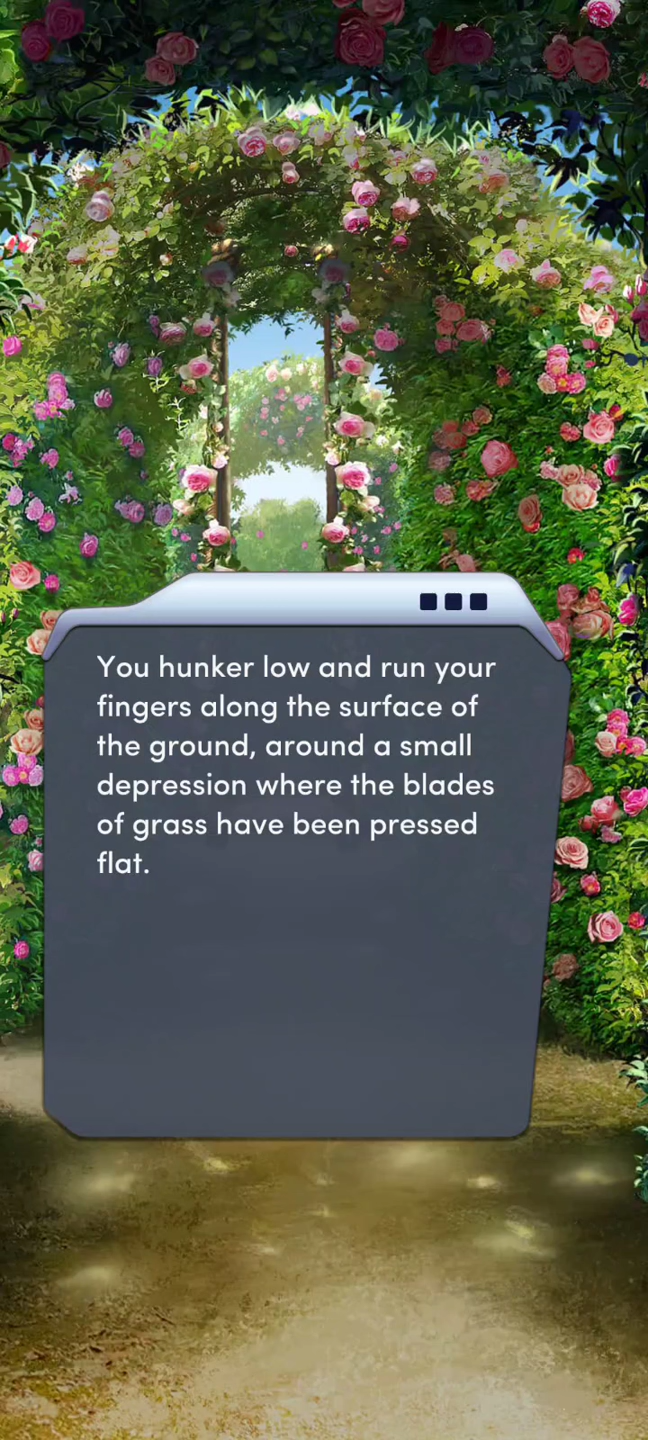 You hunker low and run your
fingers along the surface of
the ground, around a small
depression where the blades
of grass have been pressed
flat.